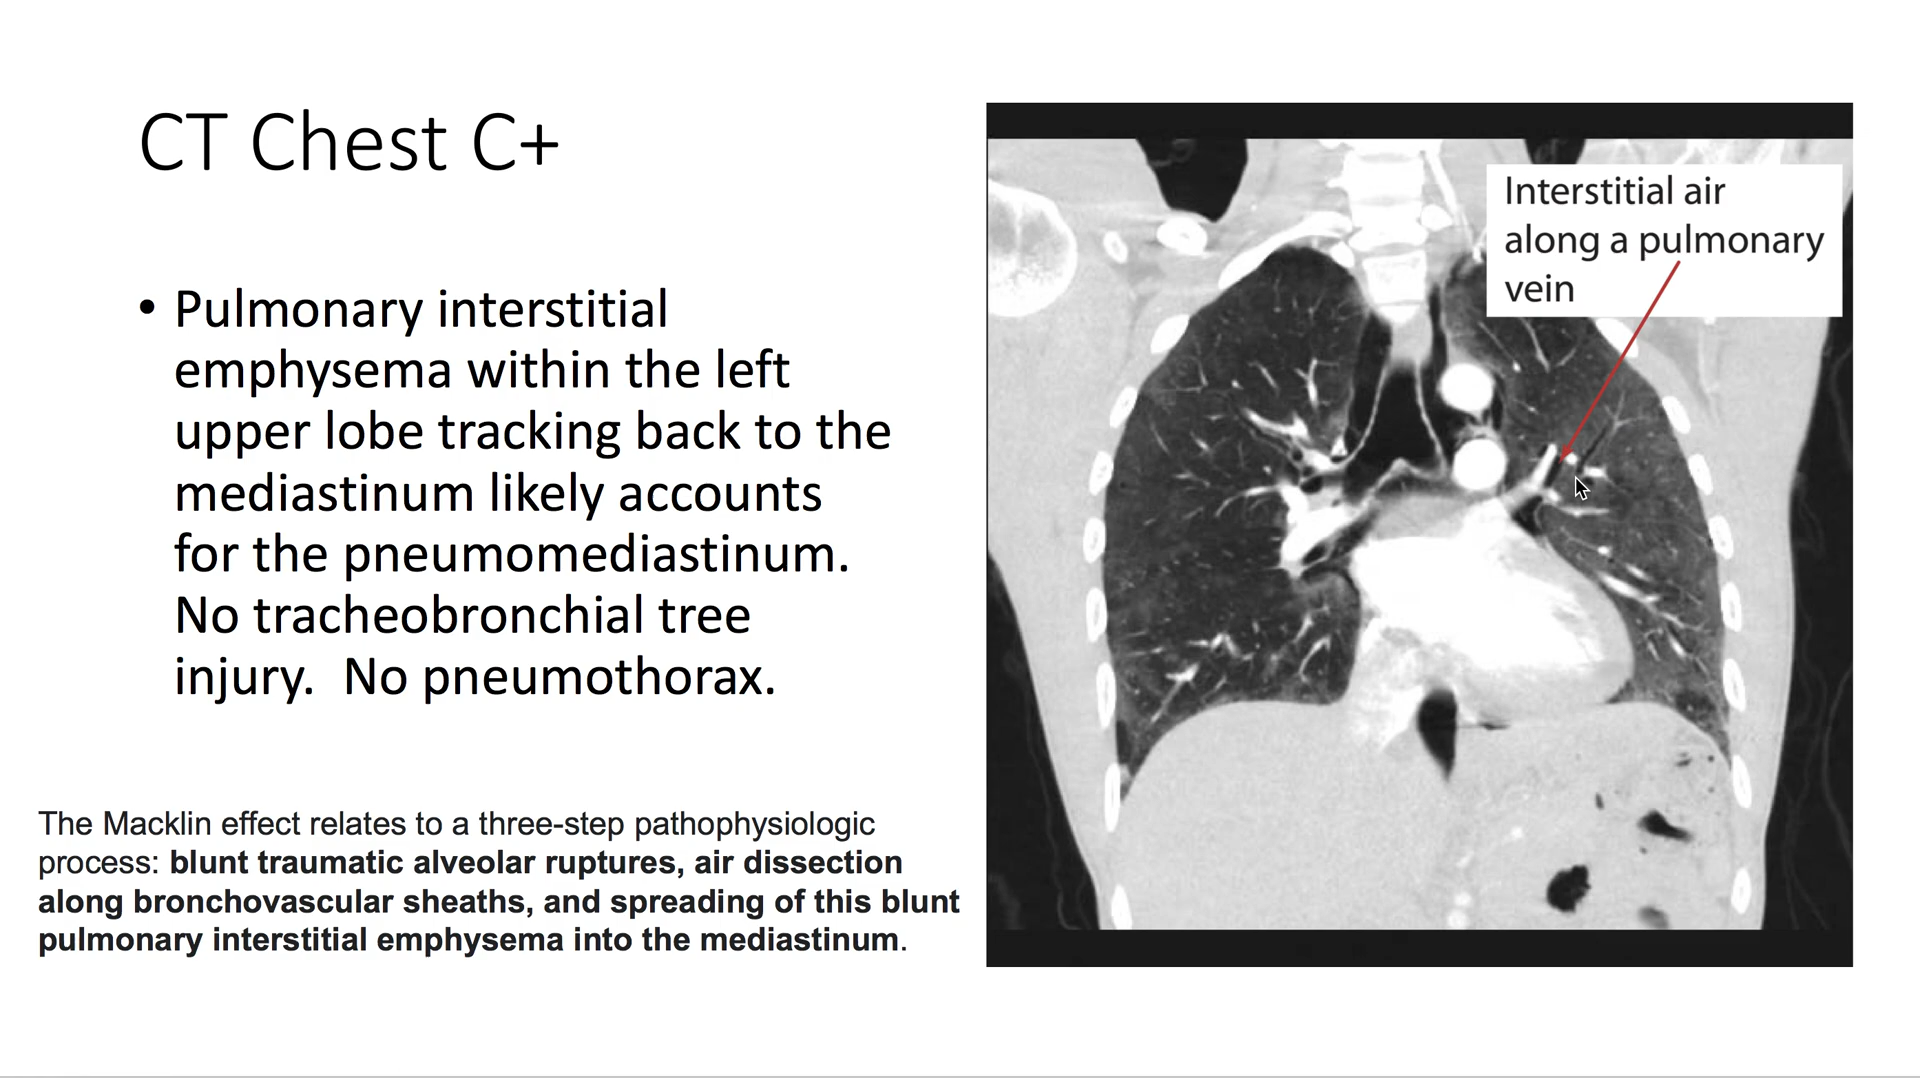 CT Chest C+
• Pulmonary interstitial
emphysema within the left
upper lobe tracking back to the
mediastinum likely accounts
for the pneumomediastinum.
No tracheobronchial tree
injury.  No pneumothorax.
The Macklin effect relates to a three-step pathophysiologic
process: blunt traumatic alveolar ruptures, air dissection
along bronchovascular sheaths, and spreading of this blunt
pulmonary interstitial emphysema into the mediastinum.
Interstitial air
along a pulmonary
vein